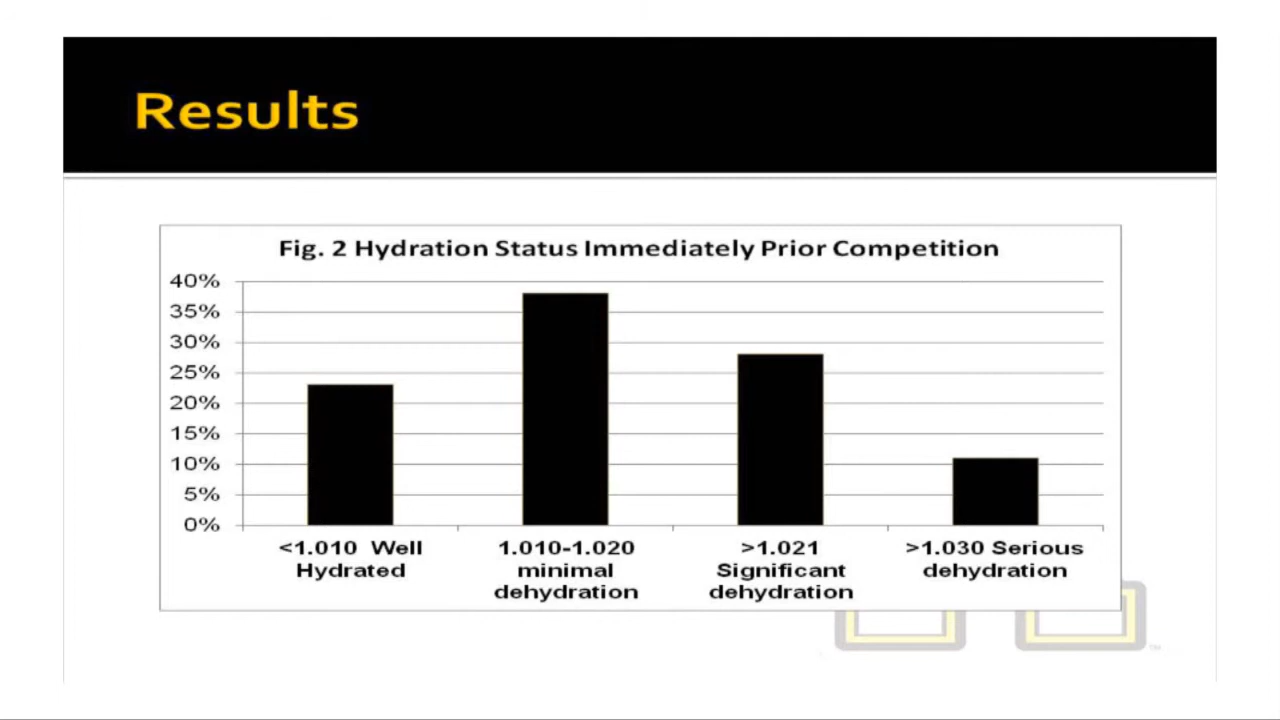 Results
Fig. 2 Hydration Status Immediately Prior Competition
40%
35%
30%
25%
20%
15%
10%
5%
0%
<1.010 Well
Hydrated
1.010-1.020
minimal
dehydration
>1.021
Significant
dehydration
>1.030 Serious
dehydration
™